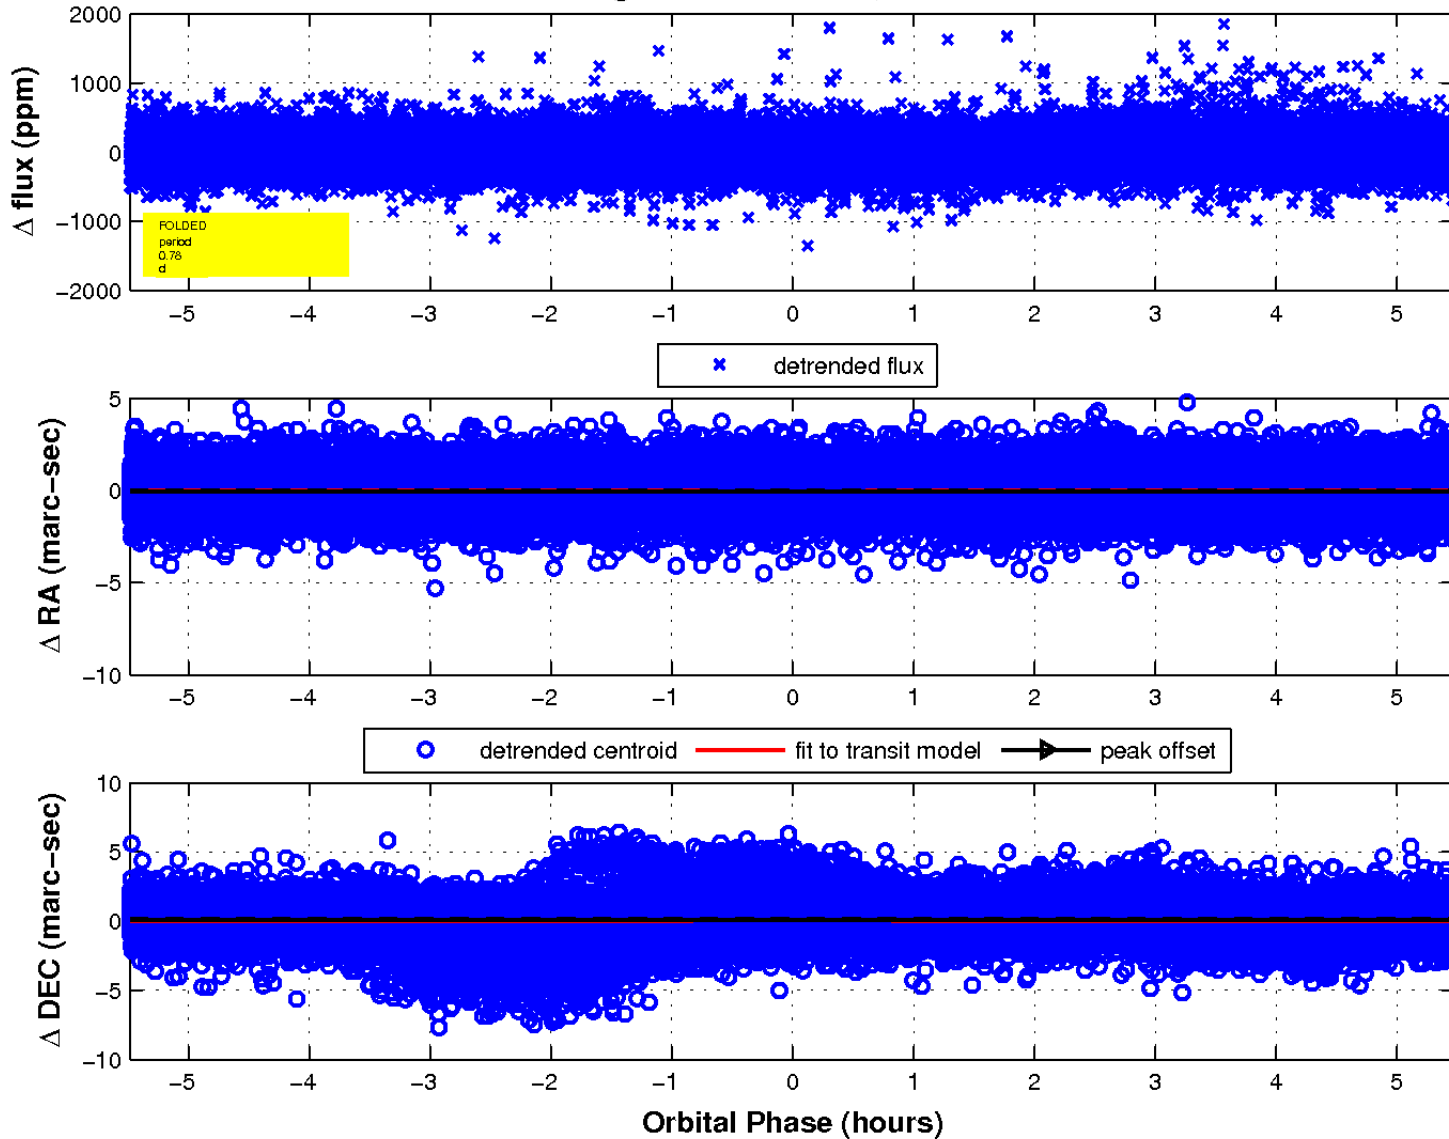 2000
1000
0
−1000
−2000
Δ flux (ppm)
FOLDED
period
0.78
d
−5 −4 −3 −2 −1 0 1 2 3 4 5
detrended flux
5
0
−5
−10
Δ RA (marc−sec)
−5 −4 −3 −2 −1 0 1 2 3 4 5
detrended centroid fit to transit model peak offset
10
5
0
−5
−10
Δ DEC (marc−sec)
−5 −4 −3 −2 −1 0 1 2 3 4 5
Orbital Phase (hours)